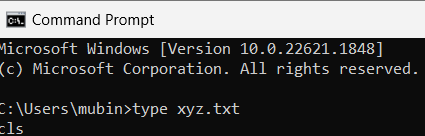 Command Prompt
Microsoft Windows [Version 10.0.22621.1848]
(c) Microsoft Corporation. All rights reserved.
C:\Users\mubin>type xyz.txt
cls